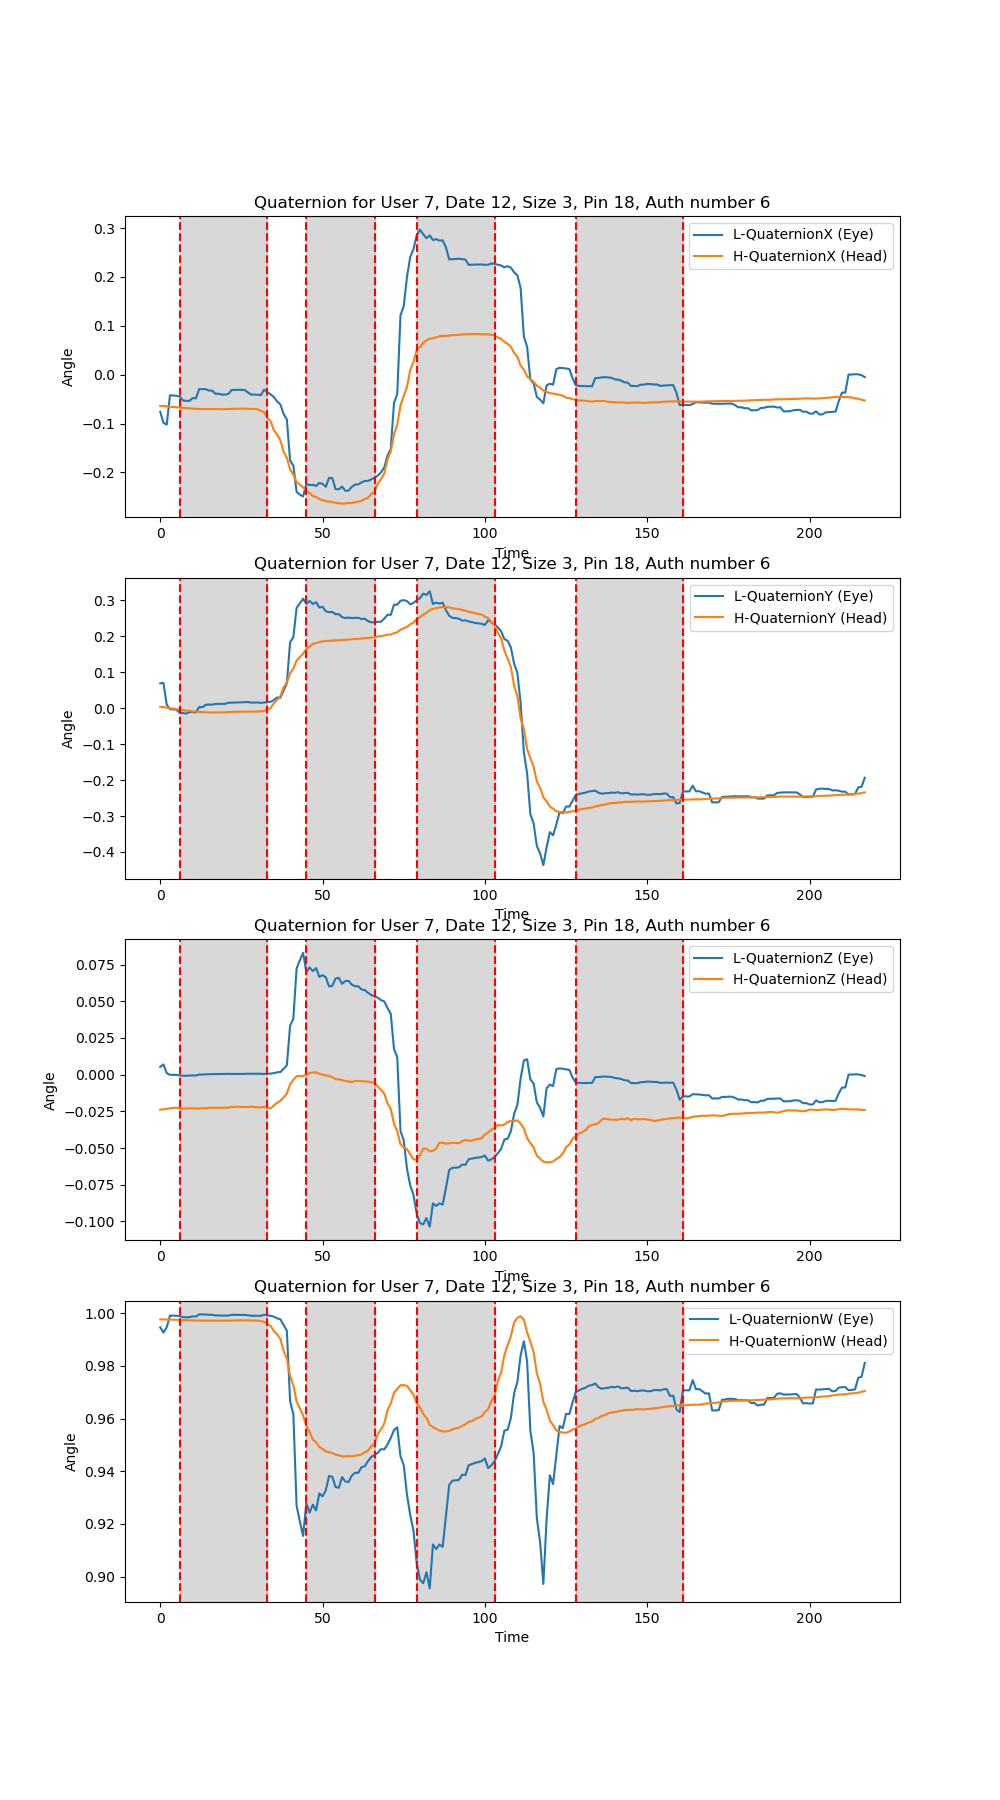 Quaternion for User 7, Date 12, Size 3, Pin 18, Auth number 6
L-QuaternionX (Eye)
H-QuaternionX (Head)
Angle
0.3
0.2
0.1
0.0
−0.1
−0.2
0 50 100 150 200
Time
Quaternion for User 7, Date 12, Size 3, Pin 18, Auth number 6
L-QuaternionY (Eye)
H-QuaternionY (Head)
Angle
0.3
0.2
0.1
0.0
−0.1
−0.2
−0.3
−0.4
0 50 100 150 200
Time
Quaternion for User 7, Date 12, Size 3, Pin 18, Auth number 6
L-QuaternionZ (Eye)
H-QuaternionZ (Head)
Angle
0.075
0.050
0.025
0.000
−0.025
−0.050
−0.075
−0.100
0 50 100 150 200
Time
Quaternion for User 7, Date 12, Size 3, Pin 18, Auth number 6
L-QuaternionW (Eye)
H-QuaternionW (Head)
Angle
1.00
0.98
0.96
0.94
0.92
0.90
0 50 100 150 200
Time